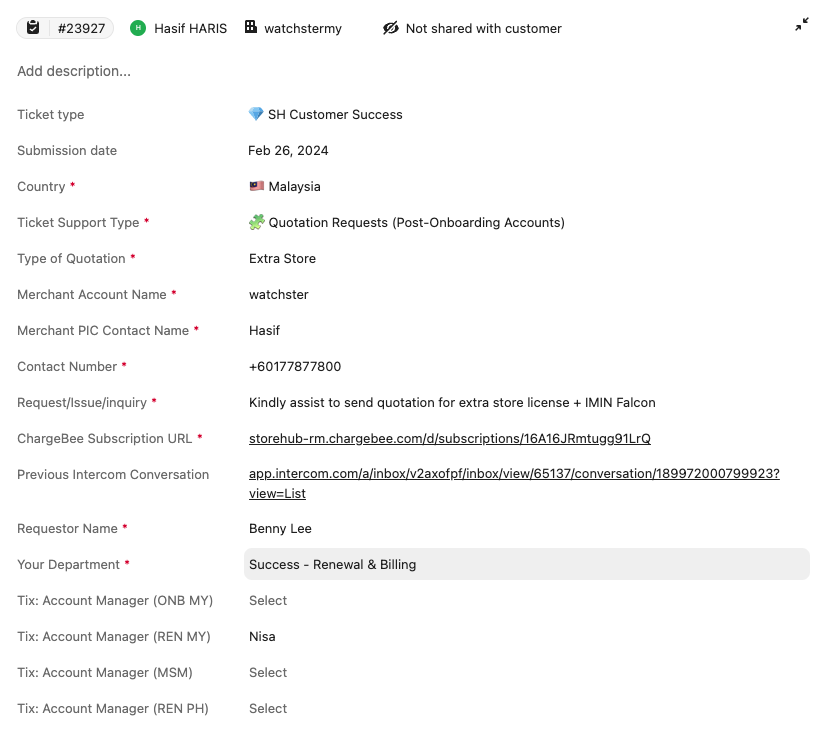 #23927 H Hasif HARIS watchstermy Not shared with customer
Add description...
Ticket type SH Customer Success
Submission date Feb 26, 2024
Country * Malaysia
Ticket Support Type * Quotation Requests (Post-Onboarding Accounts)
Type of Quotation * Extra Store
Merchant Account Name * watchster
Merchant PIC Contact Name * Hasif
Contact Number * +60177877800
Request/Issue/inquiry * Kindly assist to send quotation for extra store license + IMIN Falcon
ChargeBee Subscription URL * storehub-rm.chargebee.com/d/subscriptions/16A16JRmtugg91LrQ
Previous Intercom Conversation app.intercom.com/a/inbox/v2axofpf/inbox/view/65137/conversation/189972000799923?
view=List
Requestor Name * Benny Lee
Your Department * Success - Renewal & Billing
Tix: Account Manager (ONB MY) Select
Tix: Account Manager (REN MY) Nisa
Tix: Account Manager (MSM) Select
Tix: Account Manager (REN PH) Select